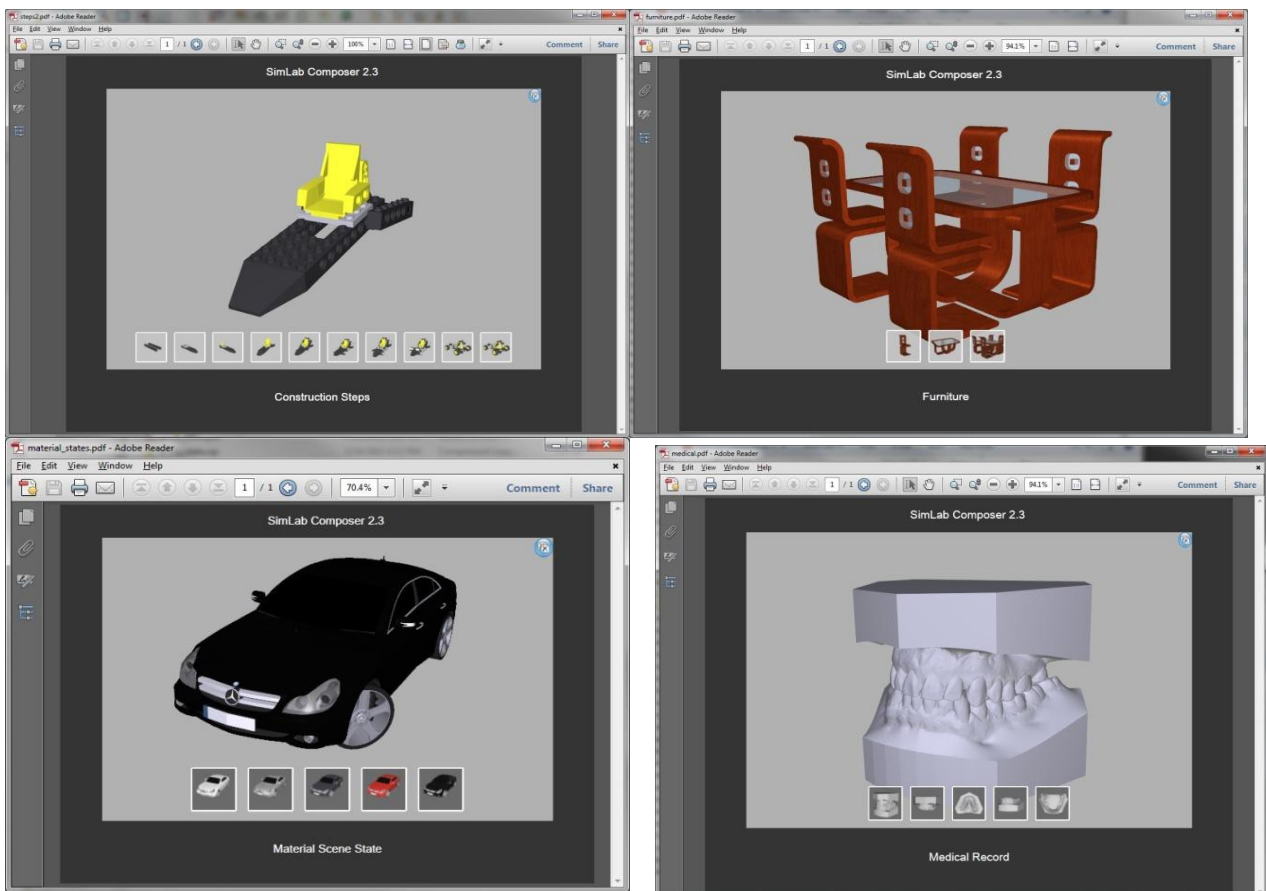 steps2.pdf - Adobe Reader
File Edit View Window Help
1 / 1 100% Comment Share
SimLab Composer 2.3
Construction Steps
furniture.pdf - Adobe Reader
File Edit View Window Help
1 / 1 94.1% Comment Share
SimLab Composer 2.3
Furniture
material_states.pdf - Adobe Reader
File Edit View Window Help
1 / 1 70.4% Comment Share
SimLab Composer 2.3
Material Scene State
medical.pdf - Adobe Reader
File Edit View Window Help
1 / 1 94.1% Comment Share
SimLab Composer 2.3
Medical Record